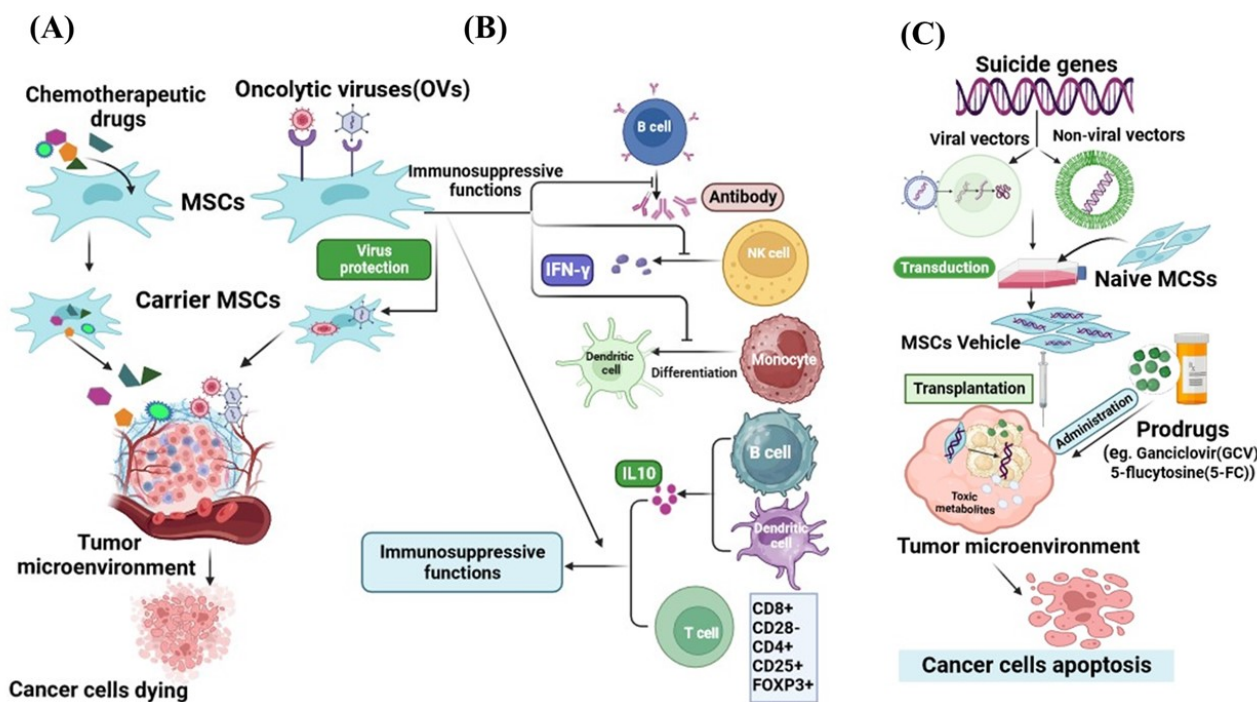 (A)
Chemotherapeutic
drugs
Oncolytic viruses(OVs)
MSCs
Virus
protection
Carrier MSCs
Tumor
microenvironment
Cancer cells dying
(B)
Immunosuppressive
functions
B cell
Antibody
IFN-γ
NK cell
Dendritic
cell
Differentiation
Monocyte
B cell
IL10
Dendritic
cell
Immunosuppressive
functions
T cell
CD8+
CD28-
CD4+
CD25+
FOXP3+
(C)
Suicide genes
Viral vectors
Non-viral vectors
Transduction
Naive MCSs
MSCs Vehicle
Transplantation
Administration
Prodrugs
(eg. Ganciclovir(GCV)
5-flucytosine(5-FC))
Toxic
metabolites
Tumor microenvironment
Cancer cells apoptosis